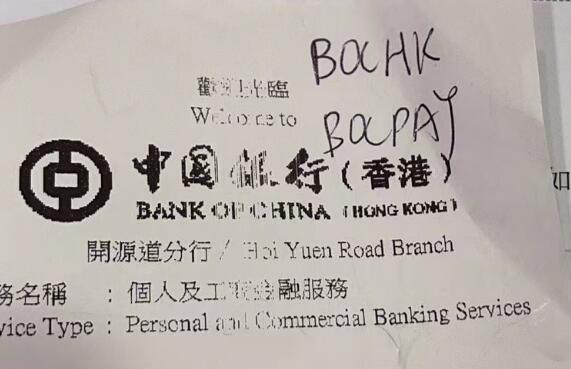 BOCHK
歡迎光臨
Welcome to
BOCPAY
中國銀行（香港）
BANK OF CHINA (HONG KONG)
開源道分行 / Hoi Yuen Road Branch
務名稱 : 個人及工商金融服務
vice Type : Personal and Commercial Banking Services
如